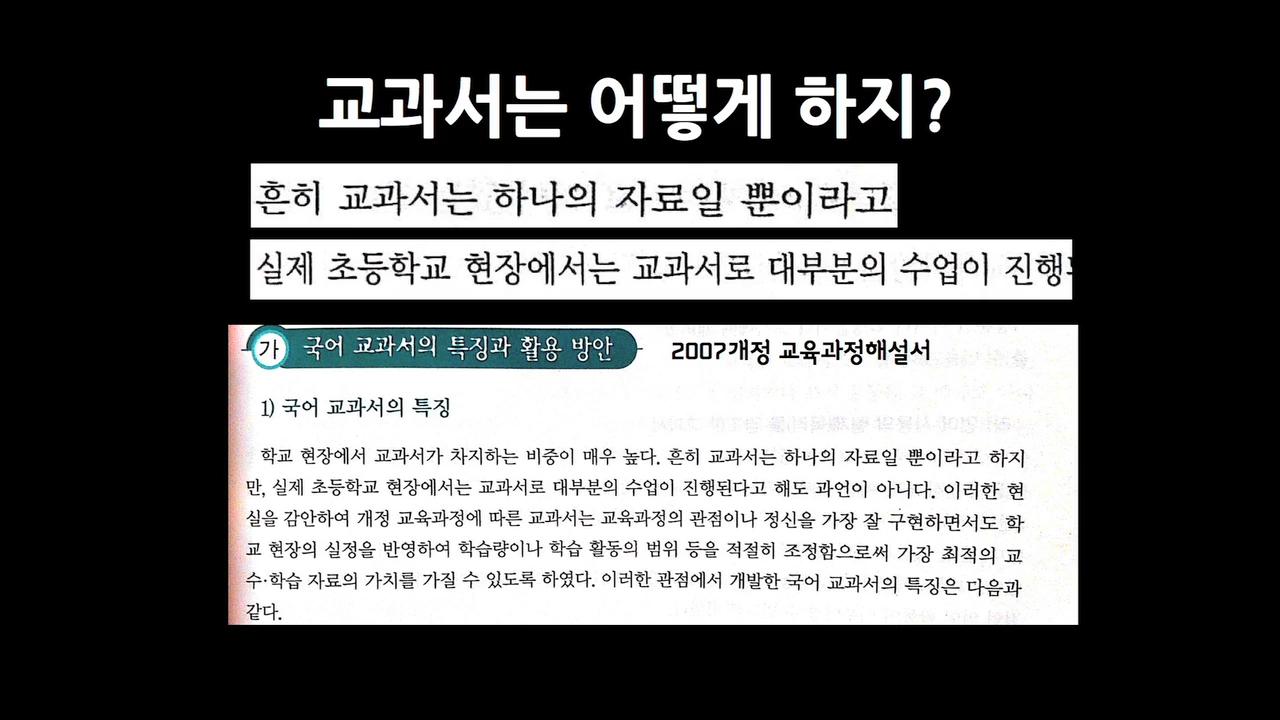 교과서는 어떻게 하지?
흔히 교과서는 하나의 자료일 뿐이라고
실제 초등학교 현장에서는 교과서로 대부분의 수업이 진행
가 국어 교과서의 특징과 활용 방안 2007개정 교육과정해설서
1) 국어 교과서의 특징
학교 현장에서 교과서가 차지하는 비중이 매우 높다. 흔히 교과서는 하나의 자료일 뿐이라고 하지
만, 실제 초등학교 현장에서는 교과서로 대부분의 수업이 진행된다고 해도 과언이 아니다. 이러한 현
실을 감안하여 개정 교육과정에 따른 교과서는 교육과정의 관점이나 정신을 가장 잘 구현하면서도 학
교 현장의 실정을 반영하여 학습량이나 학습 활동의 범위 등을 적절히 조정함으로써 가장 최적의 교
수·학습 자료의 가치를 가질 수 있도록 하였다. 이러한 관점에서 개발한 국어 교과서의 특징은 다음과
같다.